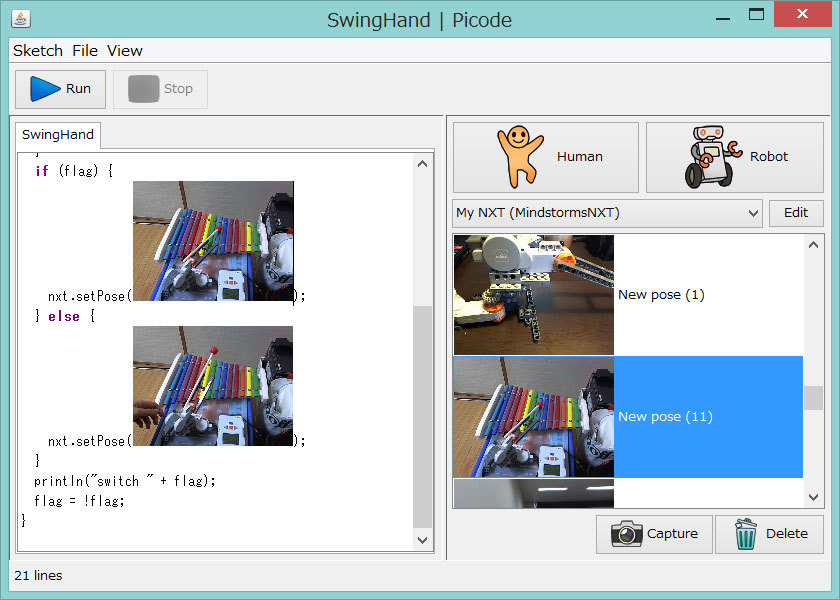 SwingHand | Picode
Sketch File View
Run
Stop
SwingHand
}
if (flag) {
nxt.setPose( );
} else {
nxt.setPose( );
}
println("switch " + flag);
flag = !flag;
}
Human
Robot
My NXT (MindstormsNXT)
Edit
New pose (1)
New pose (11)
Capture
Delete
21 lines